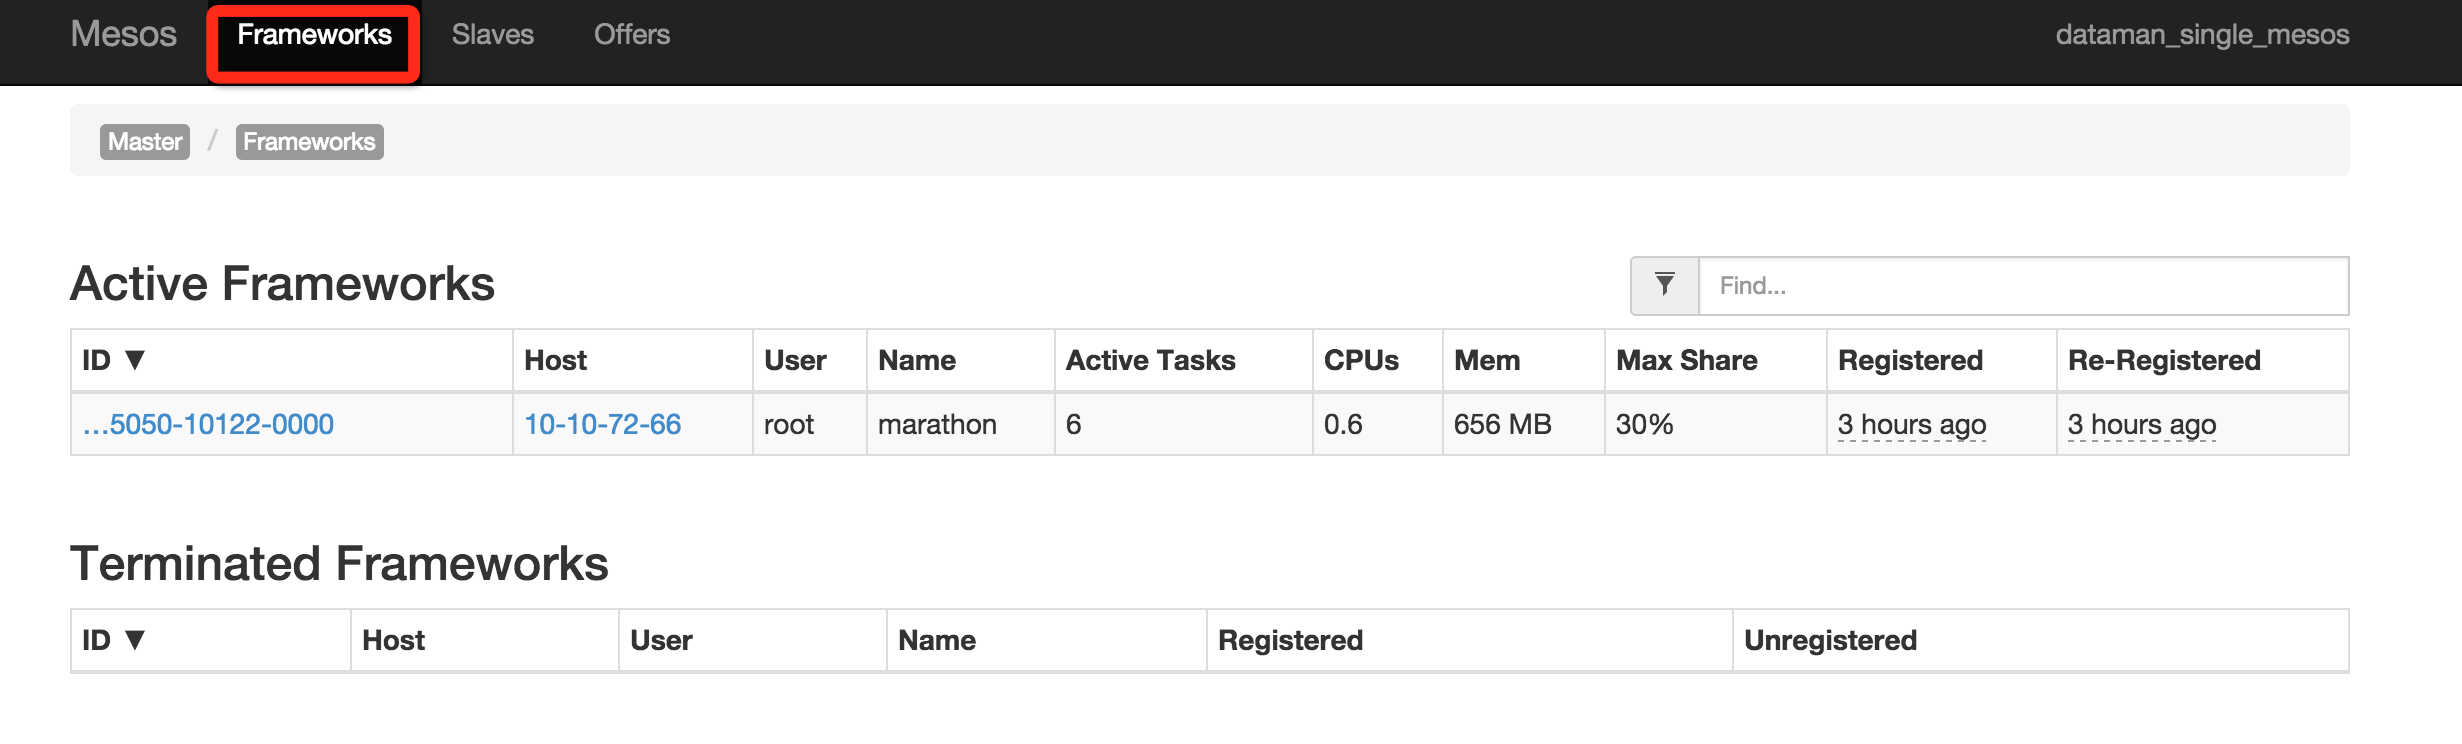 Mesos Frameworks Slaves Offers dataman_single_mesos
Master / Frameworks
Active Frameworks Find...
ID ▼ Host User Name Active Tasks CPUs Mem Max Share Registered Re-Registered
…5050-10122-0000 10-10-72-66 root marathon 6 0.6 656 MB 30% 3 hours ago 3 hours ago
Terminated Frameworks
ID ▼ Host User Name Registered Unregistered